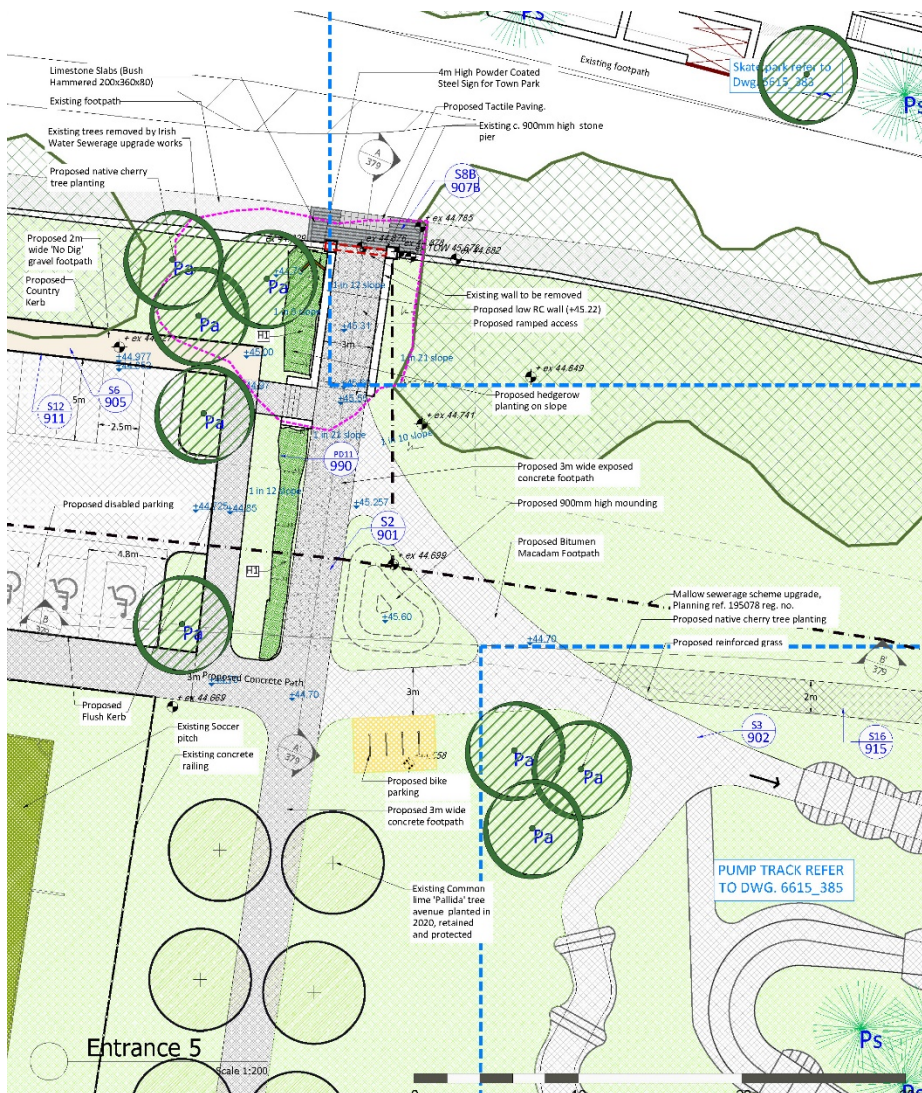 Ps
Existing footpath
Skate park refer to
Dwg. 6615_383
Ps
Limestone Slabs (Bush
Hammered 200x360x80)
Existing footpath
Existing trees removed by Irish
Water Sewerage upgrade works
Proposed native cherry
tree planting
4m High Powder Coated
Steel Sign for Town Park
Proposed Tactile Paving.
Existing c. 900mm high stone
pier
A
379
S8B
907B
+ ex 44.785
Proposed 2m
wide 'No Dig'
gravel footpath
Proposed
Country
Kerb
Pa
Pa
Pa
1 in 12 slope
+45.31
3m
H1
+45.00
Existing wall to be removed
Proposed low RC wall (+45.22)
Proposed ramped access
1 in 21 slope
+ ex 44.649
+44.977
S12
911
S6
905
5m
2.5m
Proposed hedgerow
planting on slope
+ ex 44.741
1 in 10 slope
1 in 21 slope
Pa
PD11
990
1 in 12 slope
Proposed 3m wide exposed
concrete footpath
Proposed disabled parking
+44.85
+45.257
Proposed 900mm high mounding
S2
901
Proposed Bitumen
Macadam Footpath
4.8m
H1
+ ex 44.699
Mallow sewerage scheme upgrade,
Planning ref. 195078 reg. no.
Proposed native cherry tree planting
Proposed reinforced grass
+45.60
B
379
Pa
+44.70
B'
379
3m
Proposed Concrete Path
+44.70
+ ex 44.669
3m
2m
Proposed
Flush Kerb
Existing Soccer
pitch
Existing concrete
railing
A'
379
S3
902
S16
915
Pa
Pa
Pa
Proposed bike
parking
Proposed 3m wide
concrete footpath
Existing Common
lime 'Pallida' tree
avenue planted in
2020, retained
and protected
PUMP TRACK REFER
TO DWG. 6615_385
Ps
Entrance 5
Scale 1:200